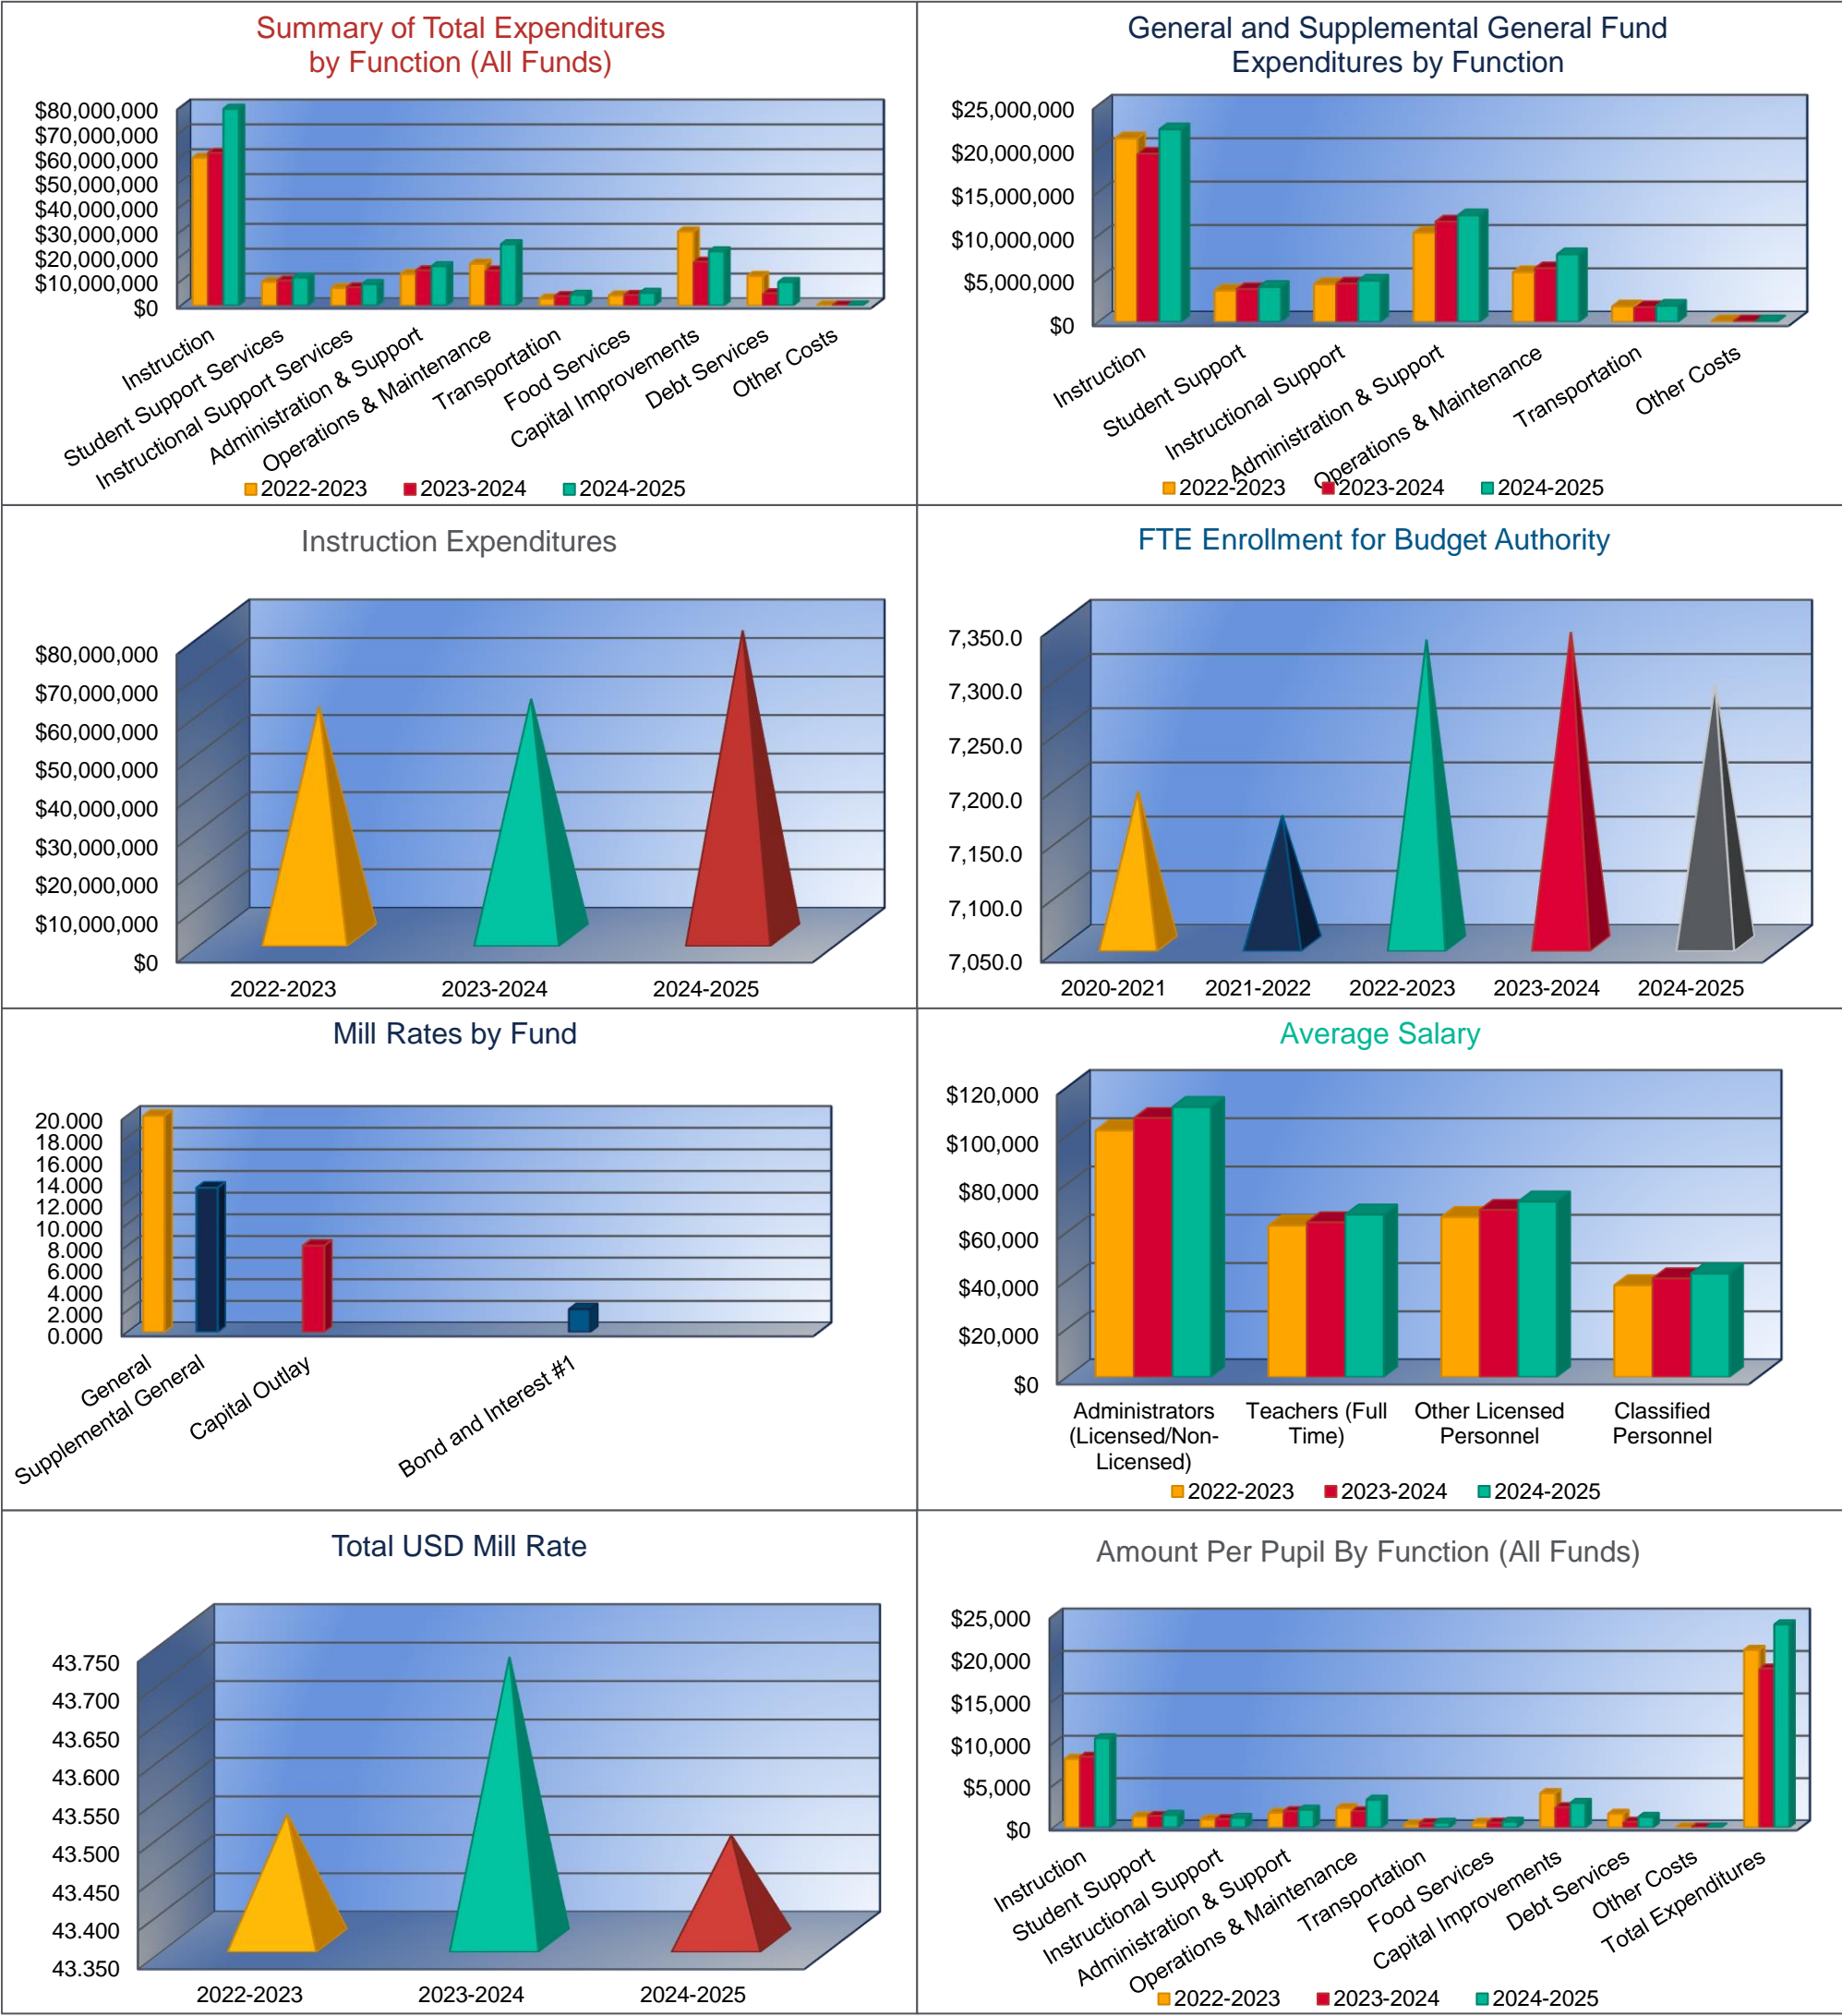 Summary of Total Expenditures
by Function (All Funds)
$80,000,000
$70,000,000
$60,000,000
$50,000,000
$40,000,000
$30,000,000
$20,000,000
$10,000,000
$0
Instruction
Student Support Services
Instructional Support Services
Administration & Support
Operations & Maintenance
Transportation
Food Services
Capital Improvements
Debt Services
Other Costs
2022-2023 2023-2024 2024-2025
General and Supplemental General Fund
Expenditures by Function
$25,000,000
$20,000,000
$15,000,000
$10,000,000
$5,000,000
$0
Instruction
Student Support
Instructional Support
Administration & Support
Operations & Maintenance
Transportation
Other Costs
2022-2023 2023-2024 2024-2025
Instruction Expenditures
$80,000,000
$70,000,000
$60,000,000
$50,000,000
$40,000,000
$30,000,000
$20,000,000
$10,000,000
$0
2022-2023 2023-2024 2024-2025
FTE Enrollment for Budget Authority
7,350.0
7,300.0
7,250.0
7,200.0
7,150.0
7,100.0
7,050.0
2020-2021 2021-2022 2022-2023 2023-2024 2024-2025
Mill Rates by Fund
20.000
18.000
16.000
14.000
12.000
10.000
8.000
6.000
4.000
2.000
0.000
General
Supplemental General
Capital Outlay
Bond and Interest #1
Average Salary
$120,000
$100,000
$80,000
$60,000
$40,000
$20,000
$0
Administrators
(Licensed/Non-
Licensed)
Teachers (Full
Time)
Other Licensed
Personnel
Classified
Personnel
2022-2023 2023-2024 2024-2025
Total USD Mill Rate
43.750
43.700
43.650
43.600
43.550
43.500
43.450
43.400
43.350
2022-2023 2023-2024 2024-2025
Amount Per Pupil By Function (All Funds)
$25,000
$20,000
$15,000
$10,000
$5,000
$0
Instruction
Student Support
Instructional Support
Administration & Support
Operations & Maintenance
Transportation
Food Services
Capital Improvements
Debt Services
Other Costs
Total Expenditures
2022-2023 2023-2024 2024-2025